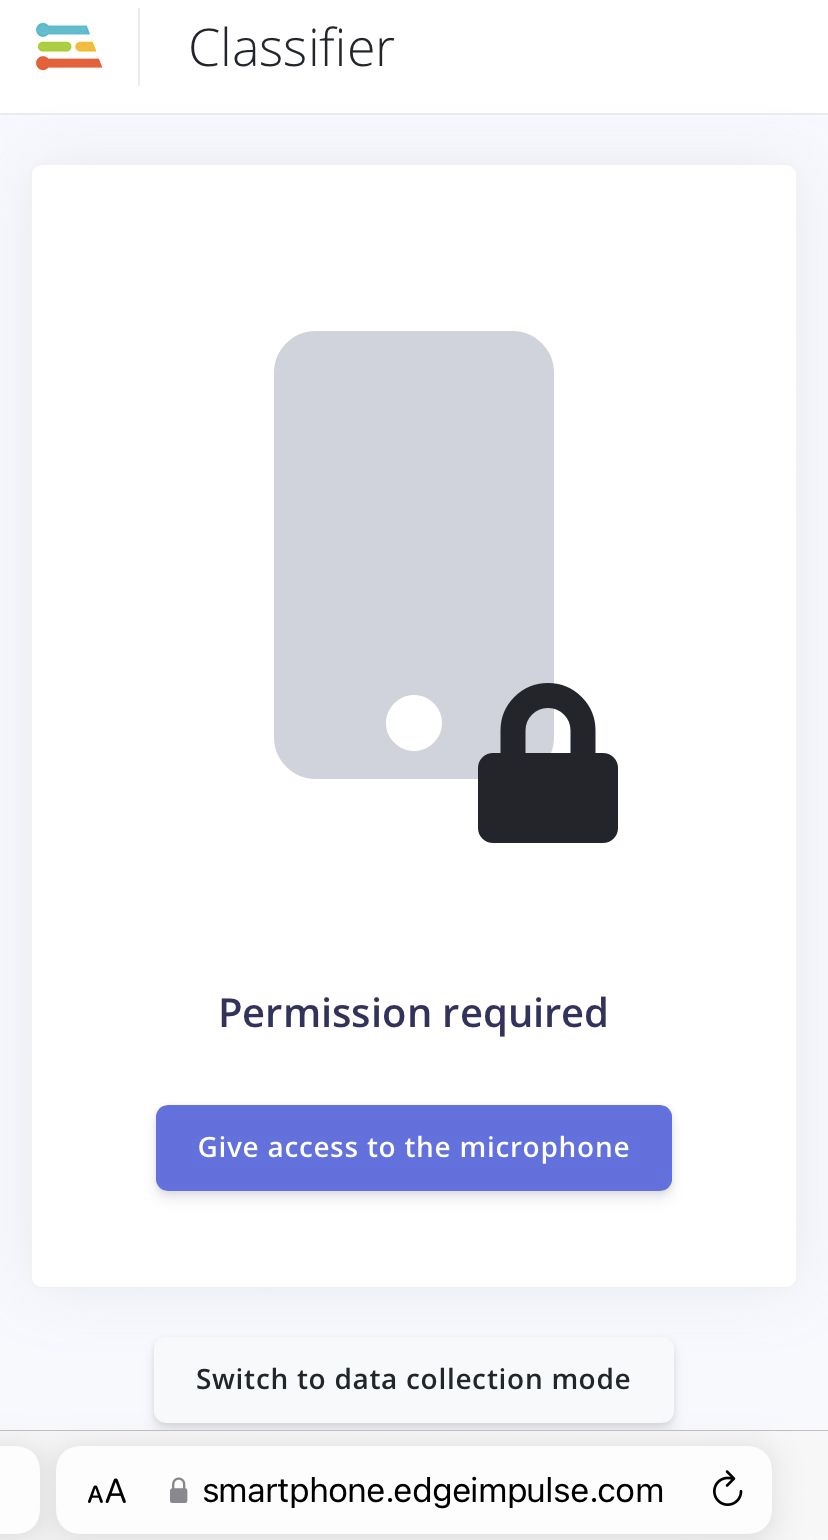 Classifier
Permission required
Give access to the microphone
Switch to data collection mode
AA smartphone.edgeimpulse.com